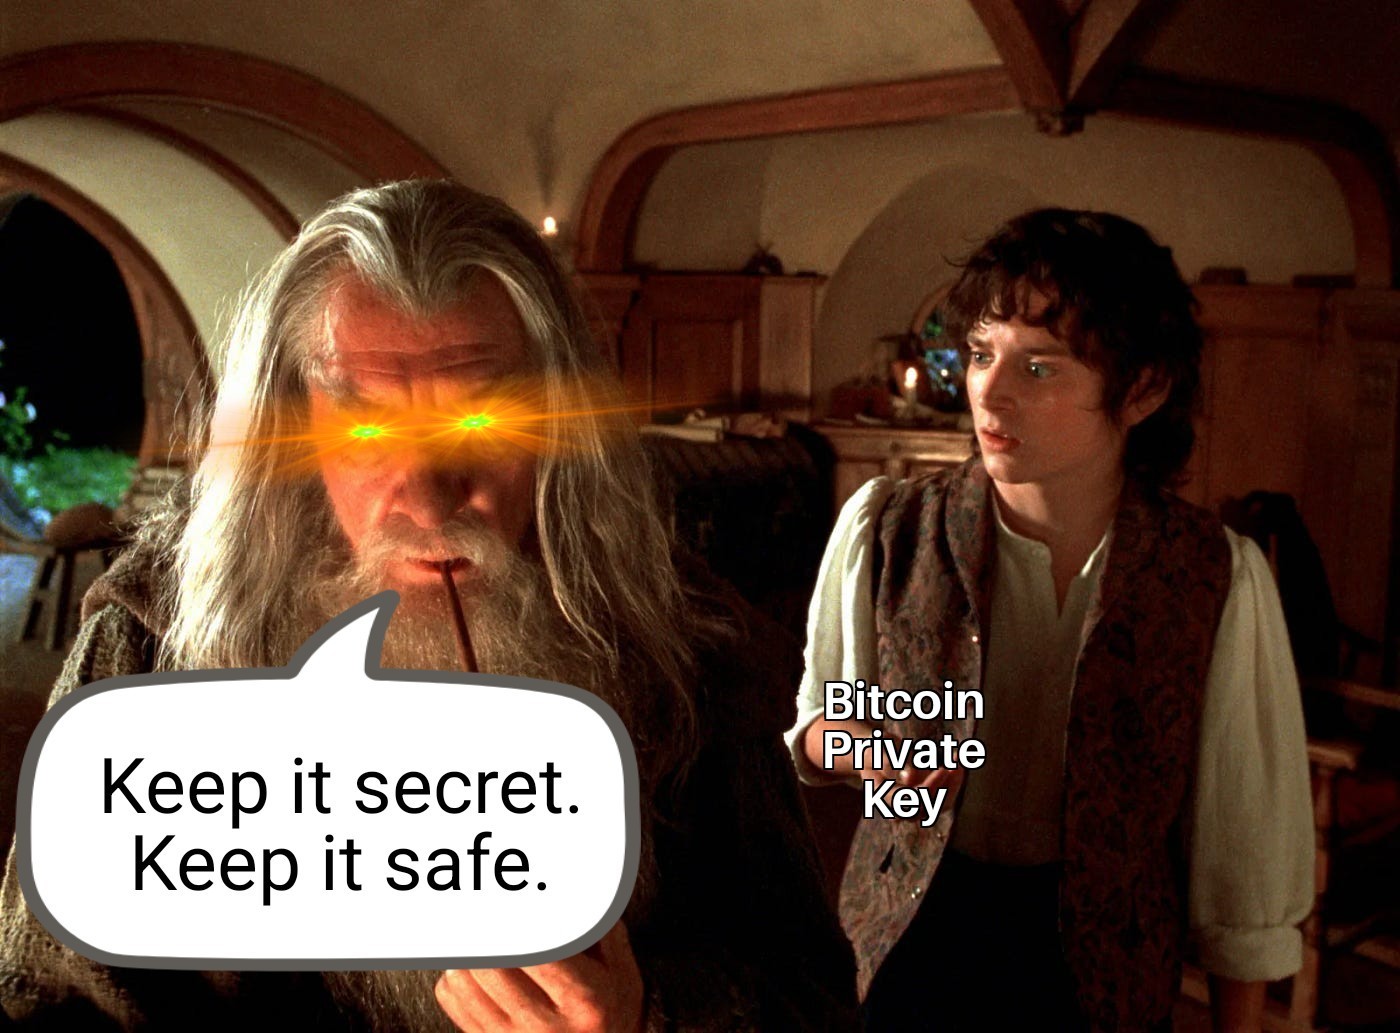 Keep it secret.
Keep it safe.
Bitcoin
Private
Key